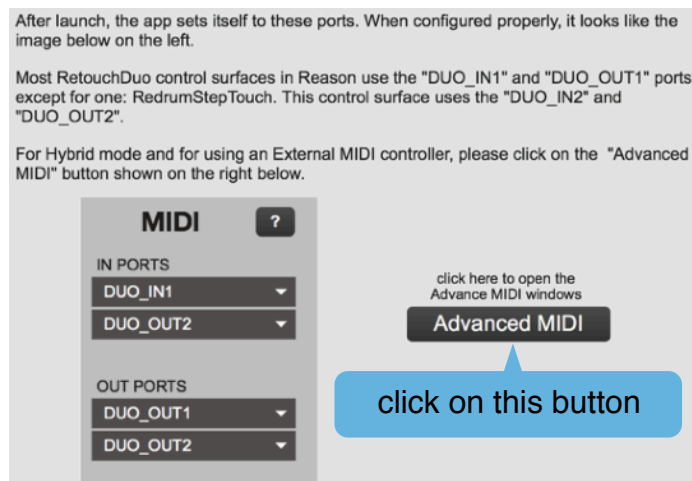 After launch, the app sets itself to these ports. When configured properly, it looks like the
image below on the left.
Most RetouchDuo control surfaces in Reason use the "DUO_IN1" and "DUO_OUT1" ports
except for one: RedrumStepTouch. This control surface uses the "DUO_IN2" and
"DUO_OUT2".
For Hybrid mode and for using an External MIDI controller, please click on the "Advanced
MIDI" button shown on the right below.
MIDI ?
IN PORTS
DUO_IN1
DUO_OUT2
OUT PORTS
DUO_OUT1
DUO_OUT2
click here to open the
Advance MIDI windows
Advanced MIDI
click on this button